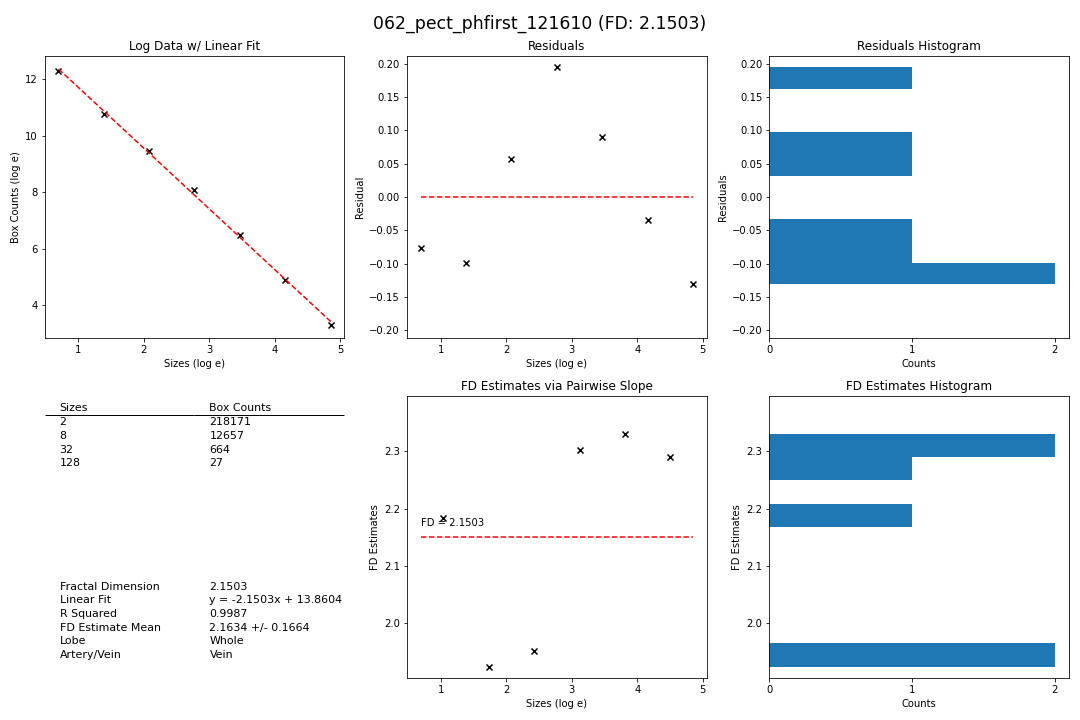 062_pect_phfirst_121610 (FD: 2.1503)
Log Data w/ Linear Fit
12
10
8
6
4
1 2 3 4 5
Box Counts (log e)
Sizes (log e)
Residuals
0.20
0.15
0.10
0.05
0.00
−0.05
−0.10
−0.15
−0.20
1 2 3 4 5
Residual
Sizes (log e)
Residuals Histogram
0.20
0.15
0.10
0.05
0.00
−0.05
−0.10
−0.15
−0.20
0 1 2
Residuals
Counts
Sizes Box Counts
2 218171
8 12657
32 664
128 27
Fractal Dimension 2.1503
Linear Fit y = -2.1503x + 13.8604
R Squared 0.9987
FD Estimate Mean 2.1634 +/- 0.1664
Lobe Whole
Artery/Vein Vein
FD Estimates via Pairwise Slope
2.3
2.2
2.1
2.0
FD = 2.1503
1 2 3 4 5
FD Estimates
Sizes (log e)
FD Estimates Histogram
2.3
2.2
2.1
2.0
0 1 2
FD Estimates
Counts